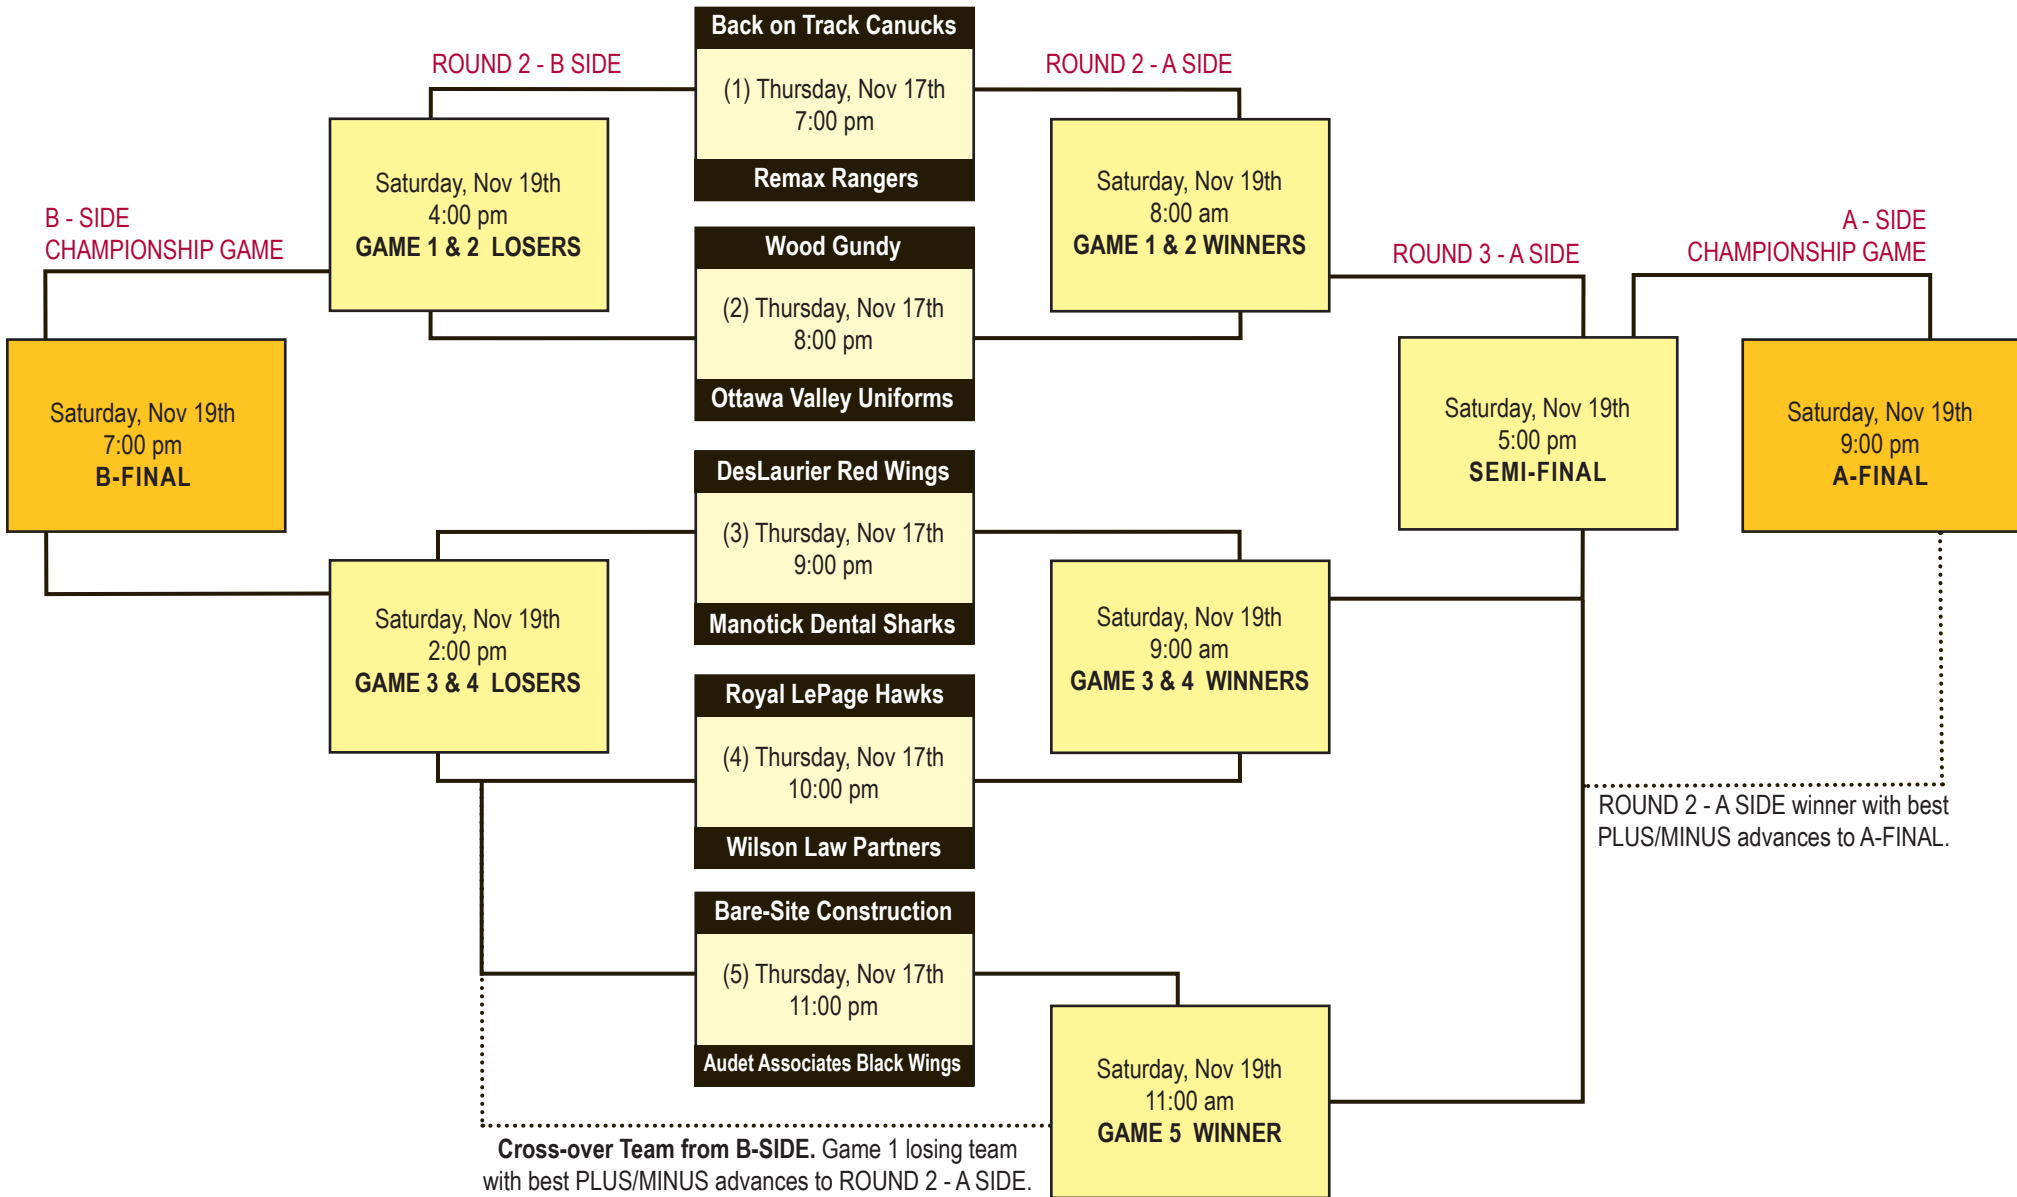 Back on Track Canucks
ROUND 2 - B SIDE
ROUND 2 - A SIDE
(1) Thursday, Nov 17th
7:00 pm
Remax Rangers
Saturday, Nov 19th
4:00 pm
GAME 1 & 2 LOSERS
Saturday, Nov 19th
8:00 am
GAME 1 & 2 WINNERS
B - SIDE
CHAMPIONSHIP GAME
Wood Gundy
(2) Thursday, Nov 17th
8:00 pm
Ottawa Valley Uniforms
ROUND 3 - A SIDE
A - SIDE
CHAMPIONSHIP GAME
Saturday, Nov 19th
7:00 pm
B-FINAL
Saturday, Nov 19th
5:00 pm
SEMI-FINAL
Saturday, Nov 19th
9:00 pm
A-FINAL
DesLaurier Red Wings
(3) Thursday, Nov 17th
9:00 pm
Manotick Dental Sharks
Saturday, Nov 19th
2:00 pm
GAME 3 & 4 LOSERS
Saturday, Nov 19th
9:00 am
GAME 3 & 4 WINNERS
Royal LePage Hawks
(4) Thursday, Nov 17th
10:00 pm
Wilson Law Partners
ROUND 2 - A SIDE winner with best
PLUS/MINUS advances to A-FINAL.
Bare-Site Construction
(5) Thursday, Nov 17th
11:00 pm
Audet Associates Black Wings
Saturday, Nov 19th
11:00 am
GAME 5 WINNER
Cross-over Team from B-SIDE. Game 1 losing team
with best PLUS/MINUS advances to ROUND 2 - A SIDE.